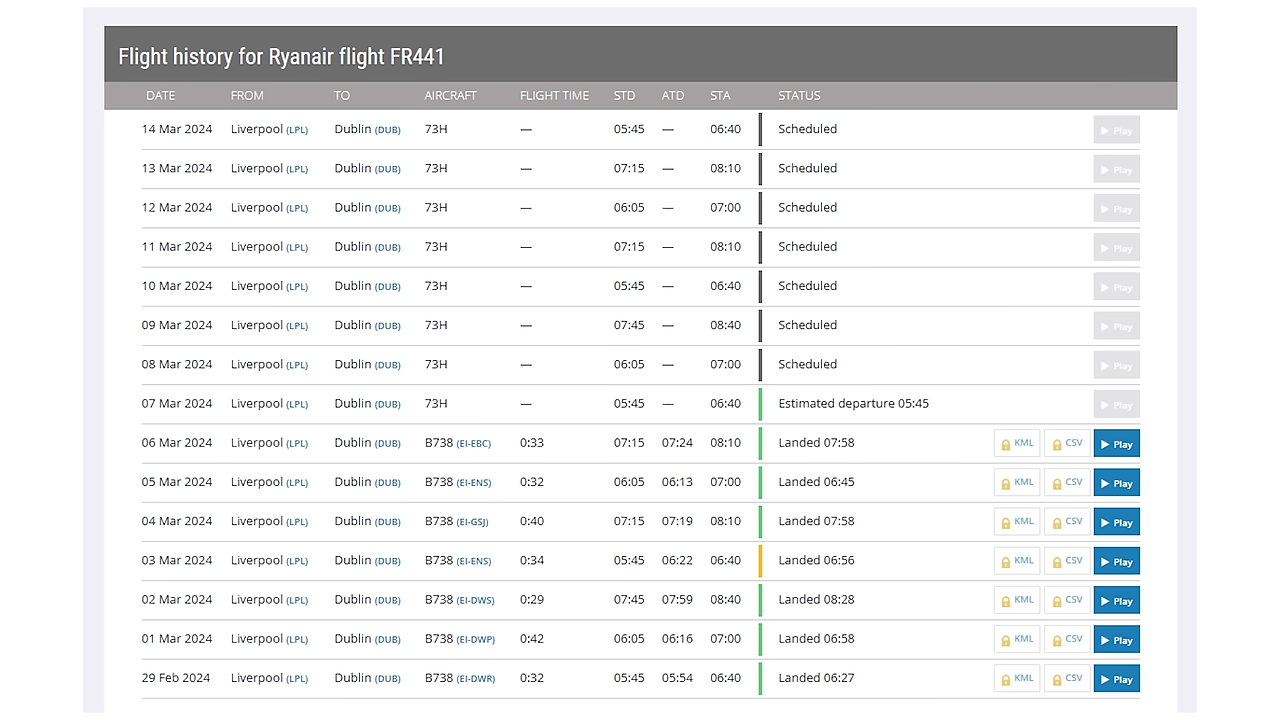 Flight history for Ryanair flight FR441
DATE FROM TO AIRCRAFT FLIGHT TIME STD ATD STA STATUS
14 Mar 2024 Liverpool (LPL) Dublin (DUB) 73H — 05:45 — 06:40 Scheduled Play
13 Mar 2024 Liverpool (LPL) Dublin (DUB) 73H — 07:15 — 08:10 Scheduled Play
12 Mar 2024 Liverpool (LPL) Dublin (DUB) 73H — 06:05 — 07:00 Scheduled Play
11 Mar 2024 Liverpool (LPL) Dublin (DUB) 73H — 07:15 — 08:10 Scheduled Play
10 Mar 2024 Liverpool (LPL) Dublin (DUB) 73H — 05:45 — 06:40 Scheduled Play
09 Mar 2024 Liverpool (LPL) Dublin (DUB) 73H — 07:45 — 08:40 Scheduled Play
08 Mar 2024 Liverpool (LPL) Dublin (DUB) 73H — 06:05 — 07:00 Scheduled Play
07 Mar 2024 Liverpool (LPL) Dublin (DUB) 73H — 05:45 — 06:40 Estimated departure 05:45 Play
06 Mar 2024 Liverpool (LPL) Dublin (DUB) B738 (EI-EBC) 0:33 07:15 07:24 08:10 Landed 07:58 KML CSV Play
05 Mar 2024 Liverpool (LPL) Dublin (DUB) B738 (EI-ENS) 0:32 06:05 06:13 07:00 Landed 06:45 KML CSV Play
04 Mar 2024 Liverpool (LPL) Dublin (DUB) B738 (EI-GSJ) 0:40 07:15 07:19 08:10 Landed 07:58 KML CSV Play
03 Mar 2024 Liverpool (LPL) Dublin (DUB) B738 (EI-ENS) 0:34 05:45 06:22 06:40 Landed 06:56 KML CSV Play
02 Mar 2024 Liverpool (LPL) Dublin (DUB) B738 (EI-DWS) 0:29 07:45 07:59 08:40 Landed 08:28 KML CSV Play
01 Mar 2024 Liverpool (LPL) Dublin (DUB) B738 (EI-DWP) 0:42 06:05 06:16 07:00 Landed 06:58 KML CSV Play
29 Feb 2024 Liverpool (LPL) Dublin (DUB) B738 (EI-DWR) 0:32 05:45 05:54 06:40 Landed 06:27 KML CSV Play